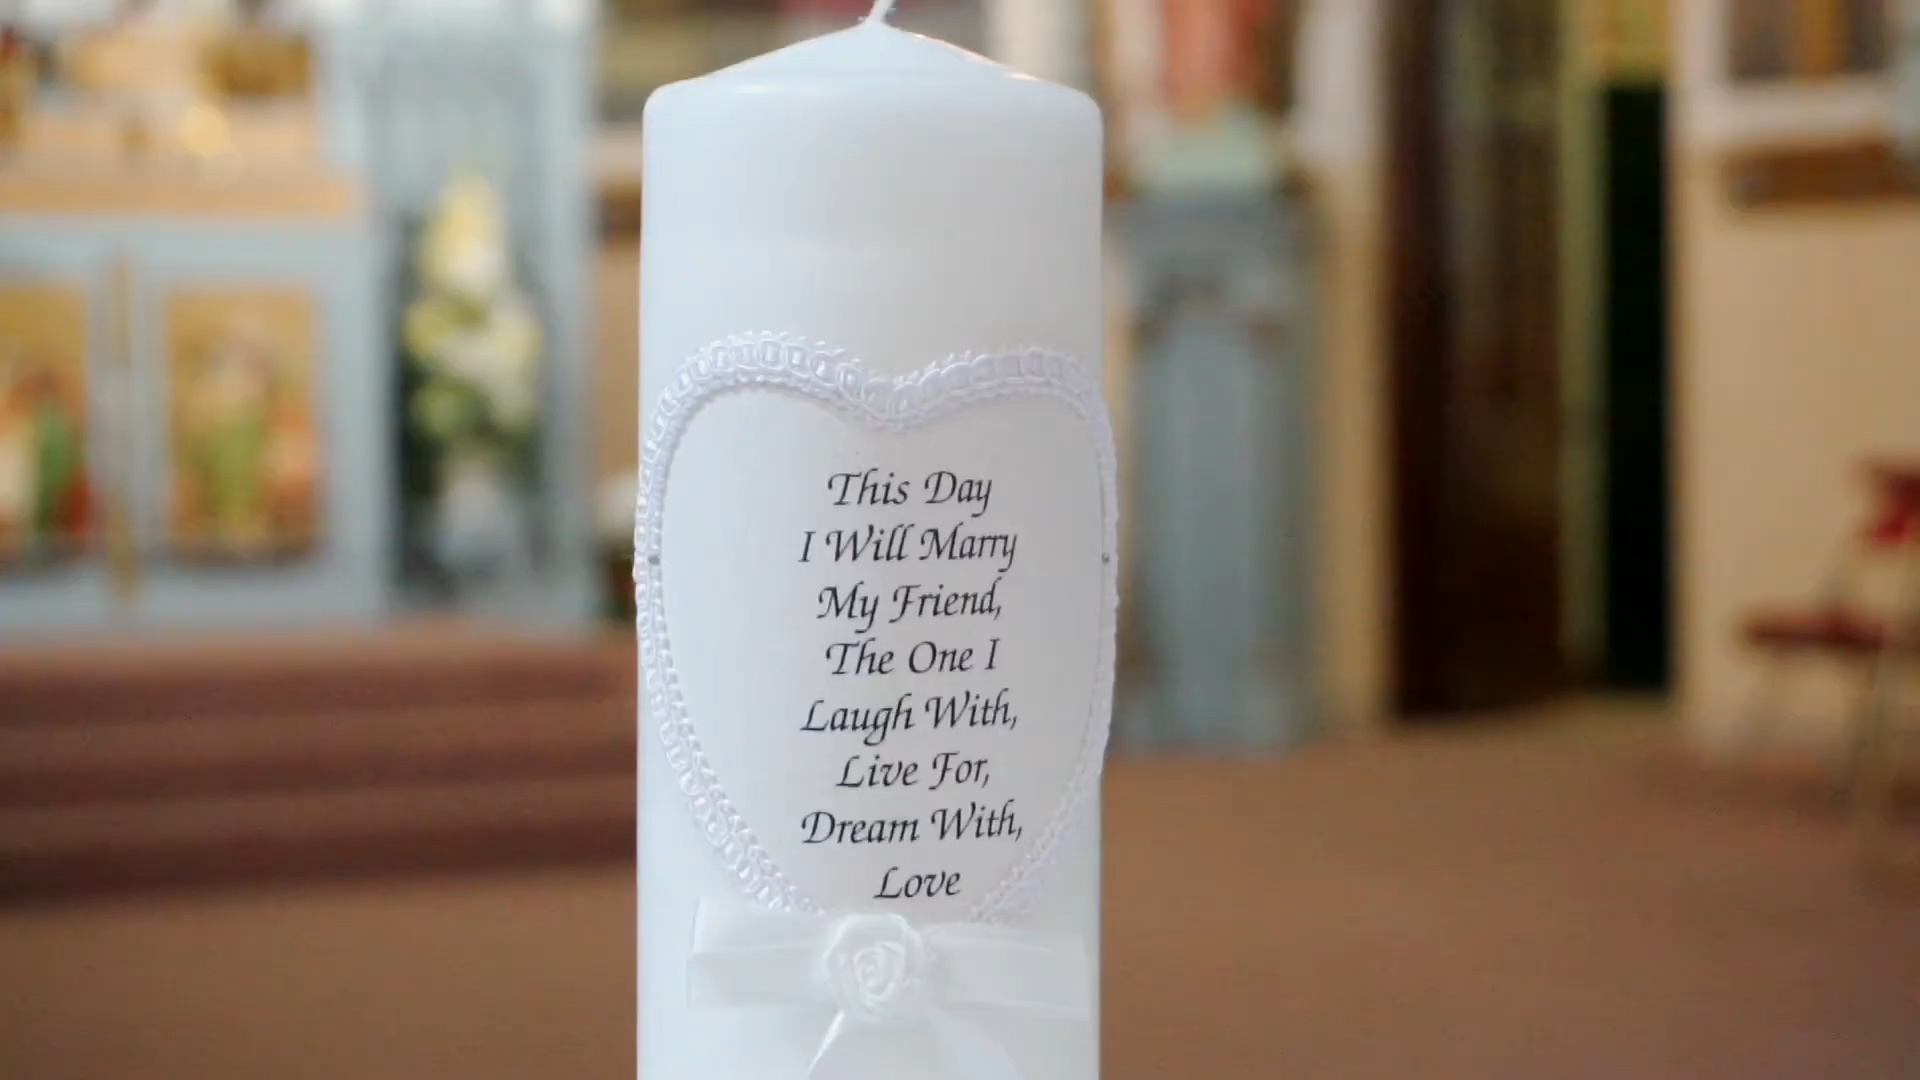 This Day
I Will Marry
My Friend,
The One I
Laugh With,
Live For,
Dream With,
Love